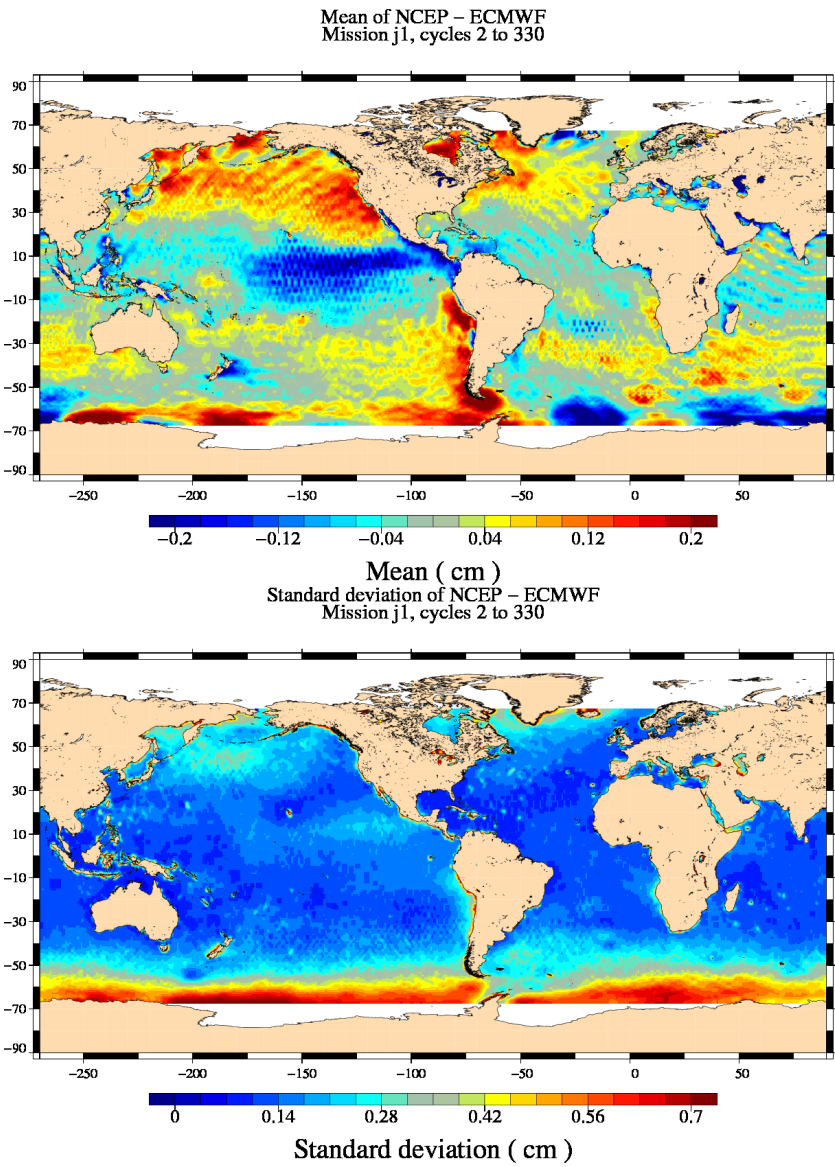 Mean of NCEP – ECMWF
Mission j1, cycles 2 to 330
90
70
50
30
10
−10
−30
−50
−70
−90
−250 −200 −150 −100 −50 0 50
−0.2 −0.12 −0.04 0.04 0.12 0.2
Mean ( cm )
Standard deviation of NCEP – ECMWF
Mission j1, cycles 2 to 330
90
70
50
30
10
−10
−30
−50
−70
−90
−250 −200 −150 −100 −50 0 50
0 0.14 0.28 0.42 0.56 0.7
Standard deviation ( cm )